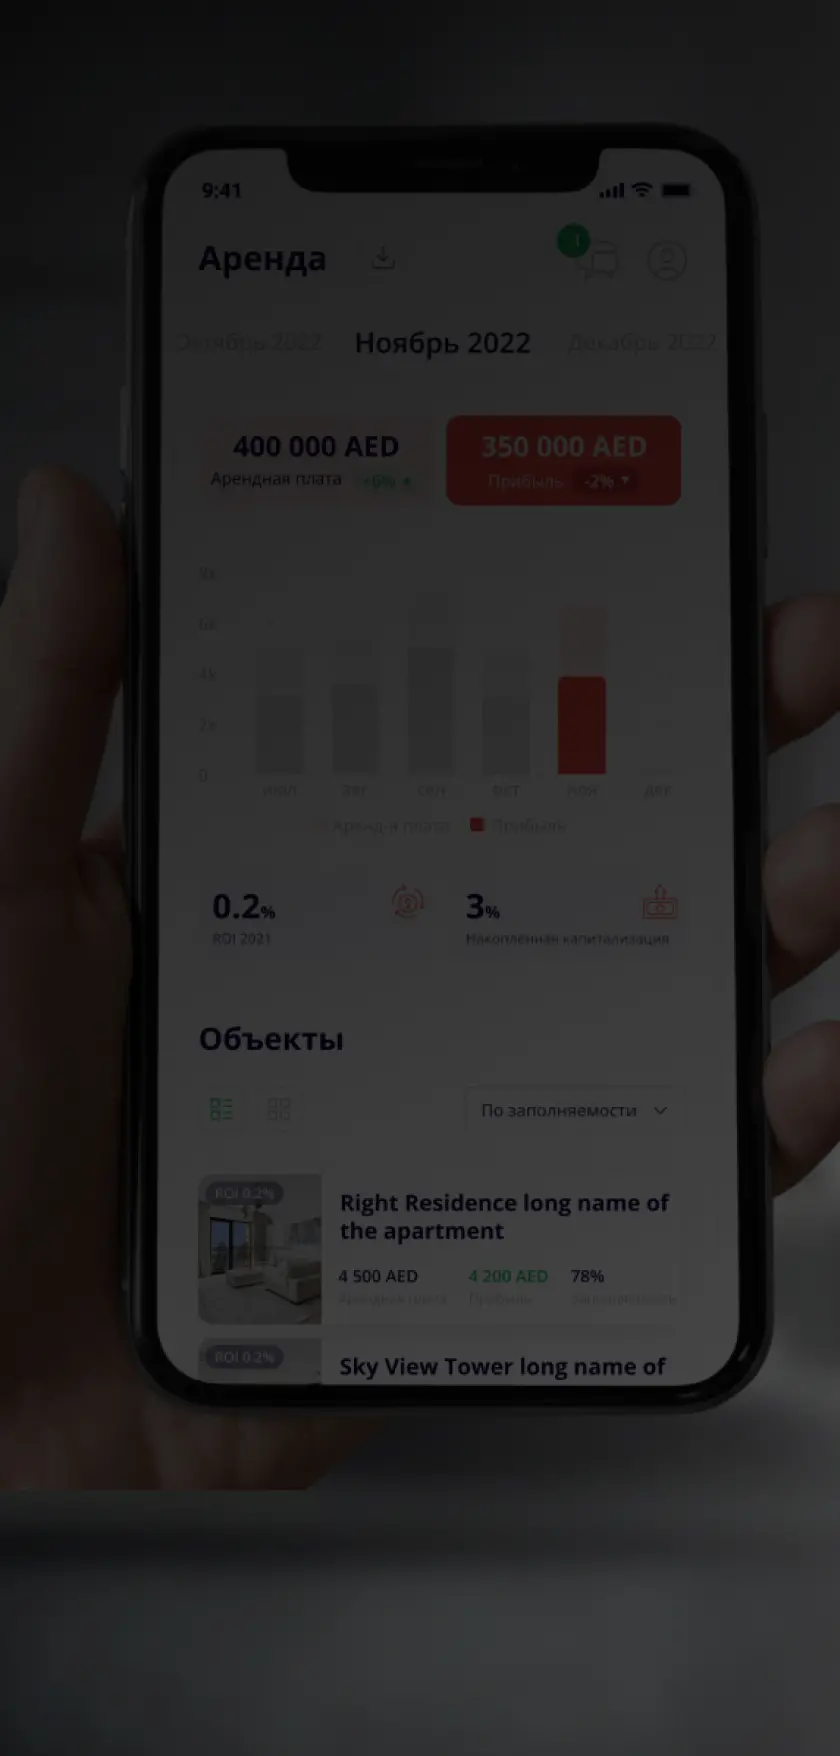 9:41
Аренда
1
Октябрь 2022 Ноябрь 2022 Декабрь 2022
400 000 AED
Арендная плата +6%
350 000 AED
Прибыль -2%
6k
4k
2k
0
июл авг сен окт ноя дек
Аренд-я плата Прибыль
0.2%
ROI 2021
3%
Накопленная капитализация
Объекты
По заполняемости
ROI 0.2%
Right Residence long name of
the apartment
4 500 AED 4 200 AED 78%
Арендная плата Прибыль Заполняемость
ROI 0.2%
Sky View Tower long name of